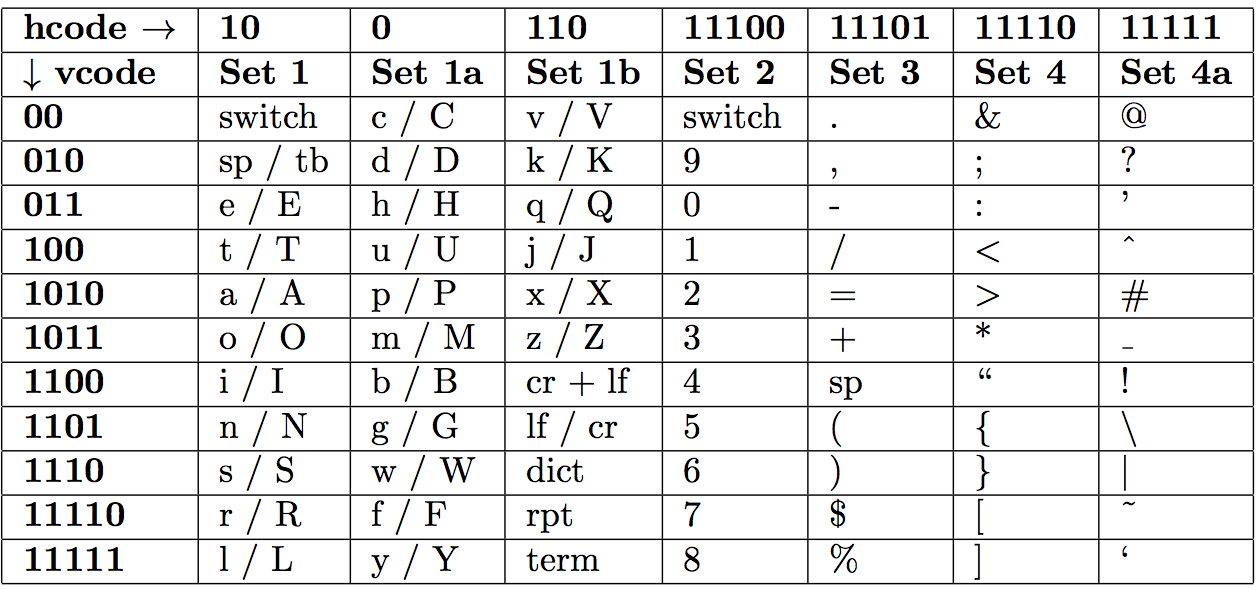 hcode → 10 0 110 11100 11101 11110 11111
↓ vcode Set 1 Set 1a Set 1b Set 2 Set 3 Set 4 Set 4a
00 switch c / C v / V switch . & @
010 sp / tb d / D k / K 9 , ; ?
011 e / E h / H q / Q 0 - : ’
100 t / T u / U j / J 1 / < ^
1010 a / A p / P x / X 2 = > #
1011 o / O m / M z / Z 3 + * _
1100 i / I b / B cr + lf 4 sp “ !
1101 n / N g / G lf / cr 5 ( { \
1110 s / S w / W dict 6 ) } |
11110 r / R f / F rpt 7 $ [ ~
11111 l / L y / Y term 8 % ] ‘